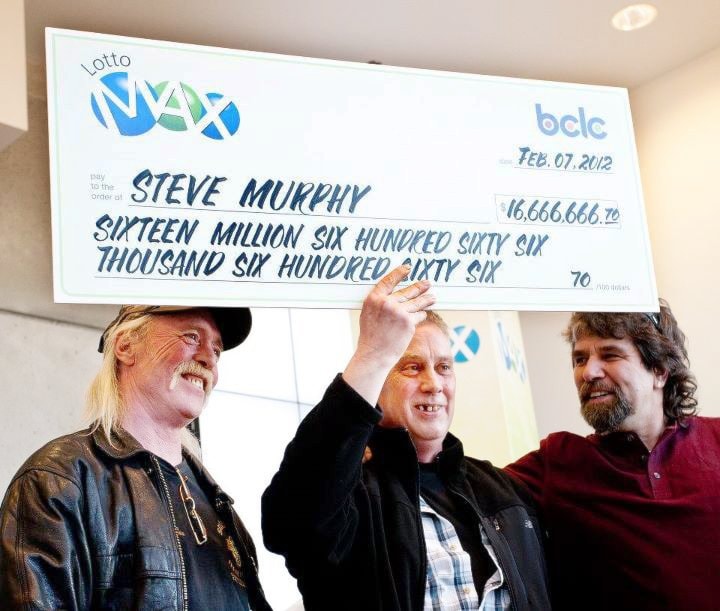 Lotto
MAX
bclc
date FEB. 07, 2012
pay
to the
order of
STEVE MURPHY
$16,666,666.70
SIXTEEN MILLION SIX HUNDRED SIXTY SIX
THOUSAND SIX HUNDRED SIXTY SIX 70 /100 dollars